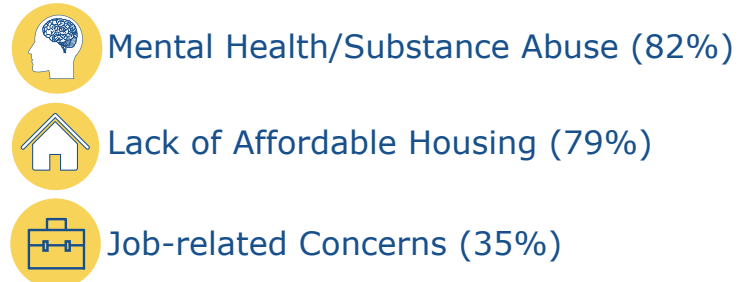 Mental Health/Substance Abuse (82%)
Lack of Affordable Housing (79%)
Job-related Concerns (35%)